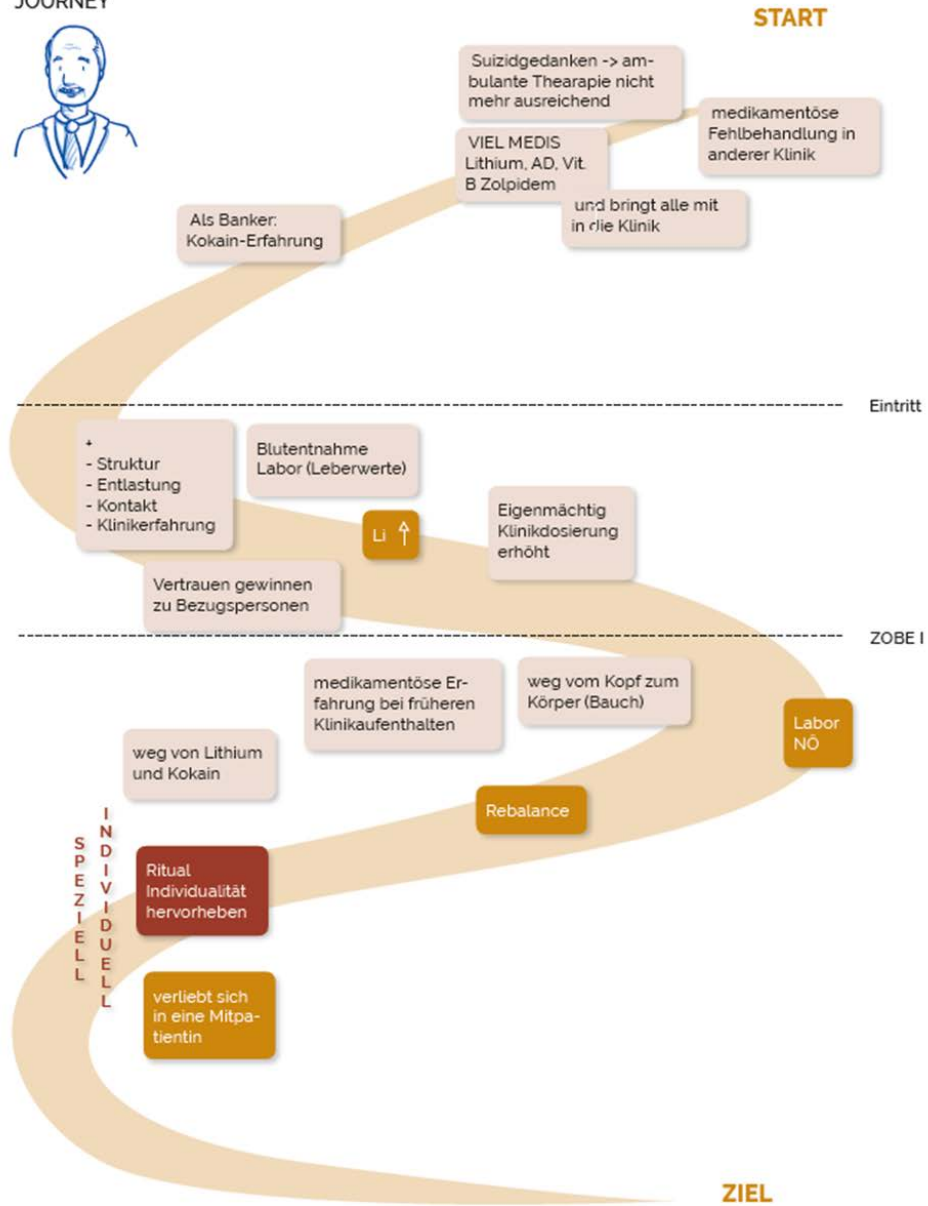 JOURNEY
START
Suizidgedanken -> am-
bulante Thearapie nicht
mehr ausreichend
medikamentöse
Fehlbehandlung in
anderer Klinik
VIEL MEDIS
Lithium, AD, Vit.
B Zolpidem
und bringt alle mit
in die Klinik
Als Banker:
Kokain-Erfahrung
Eintritt
+
- Struktur
- Entlastung
- Kontakt
- Klinikerfahrung
Blutentnahme
Labor (Leberwerte)
Li ⇑
Eigenmächtig
Klinikdosierung
erhöht
Vertrauen gewinnen
zu Bezugspersonen
ZOBE I
medikamentöse Er-
fahrung bei früheren
Klinikaufenthalten
weg vom Kopf zum
Körper (Bauch)
Labor
NÖ
weg von Lithium
und Kokain
Rebalance
SPEZIELL
INDIVIDUELL
Ritual
Individualität
hervorheben
verliebt sich
in eine Mitpa-
tientin
ZIEL